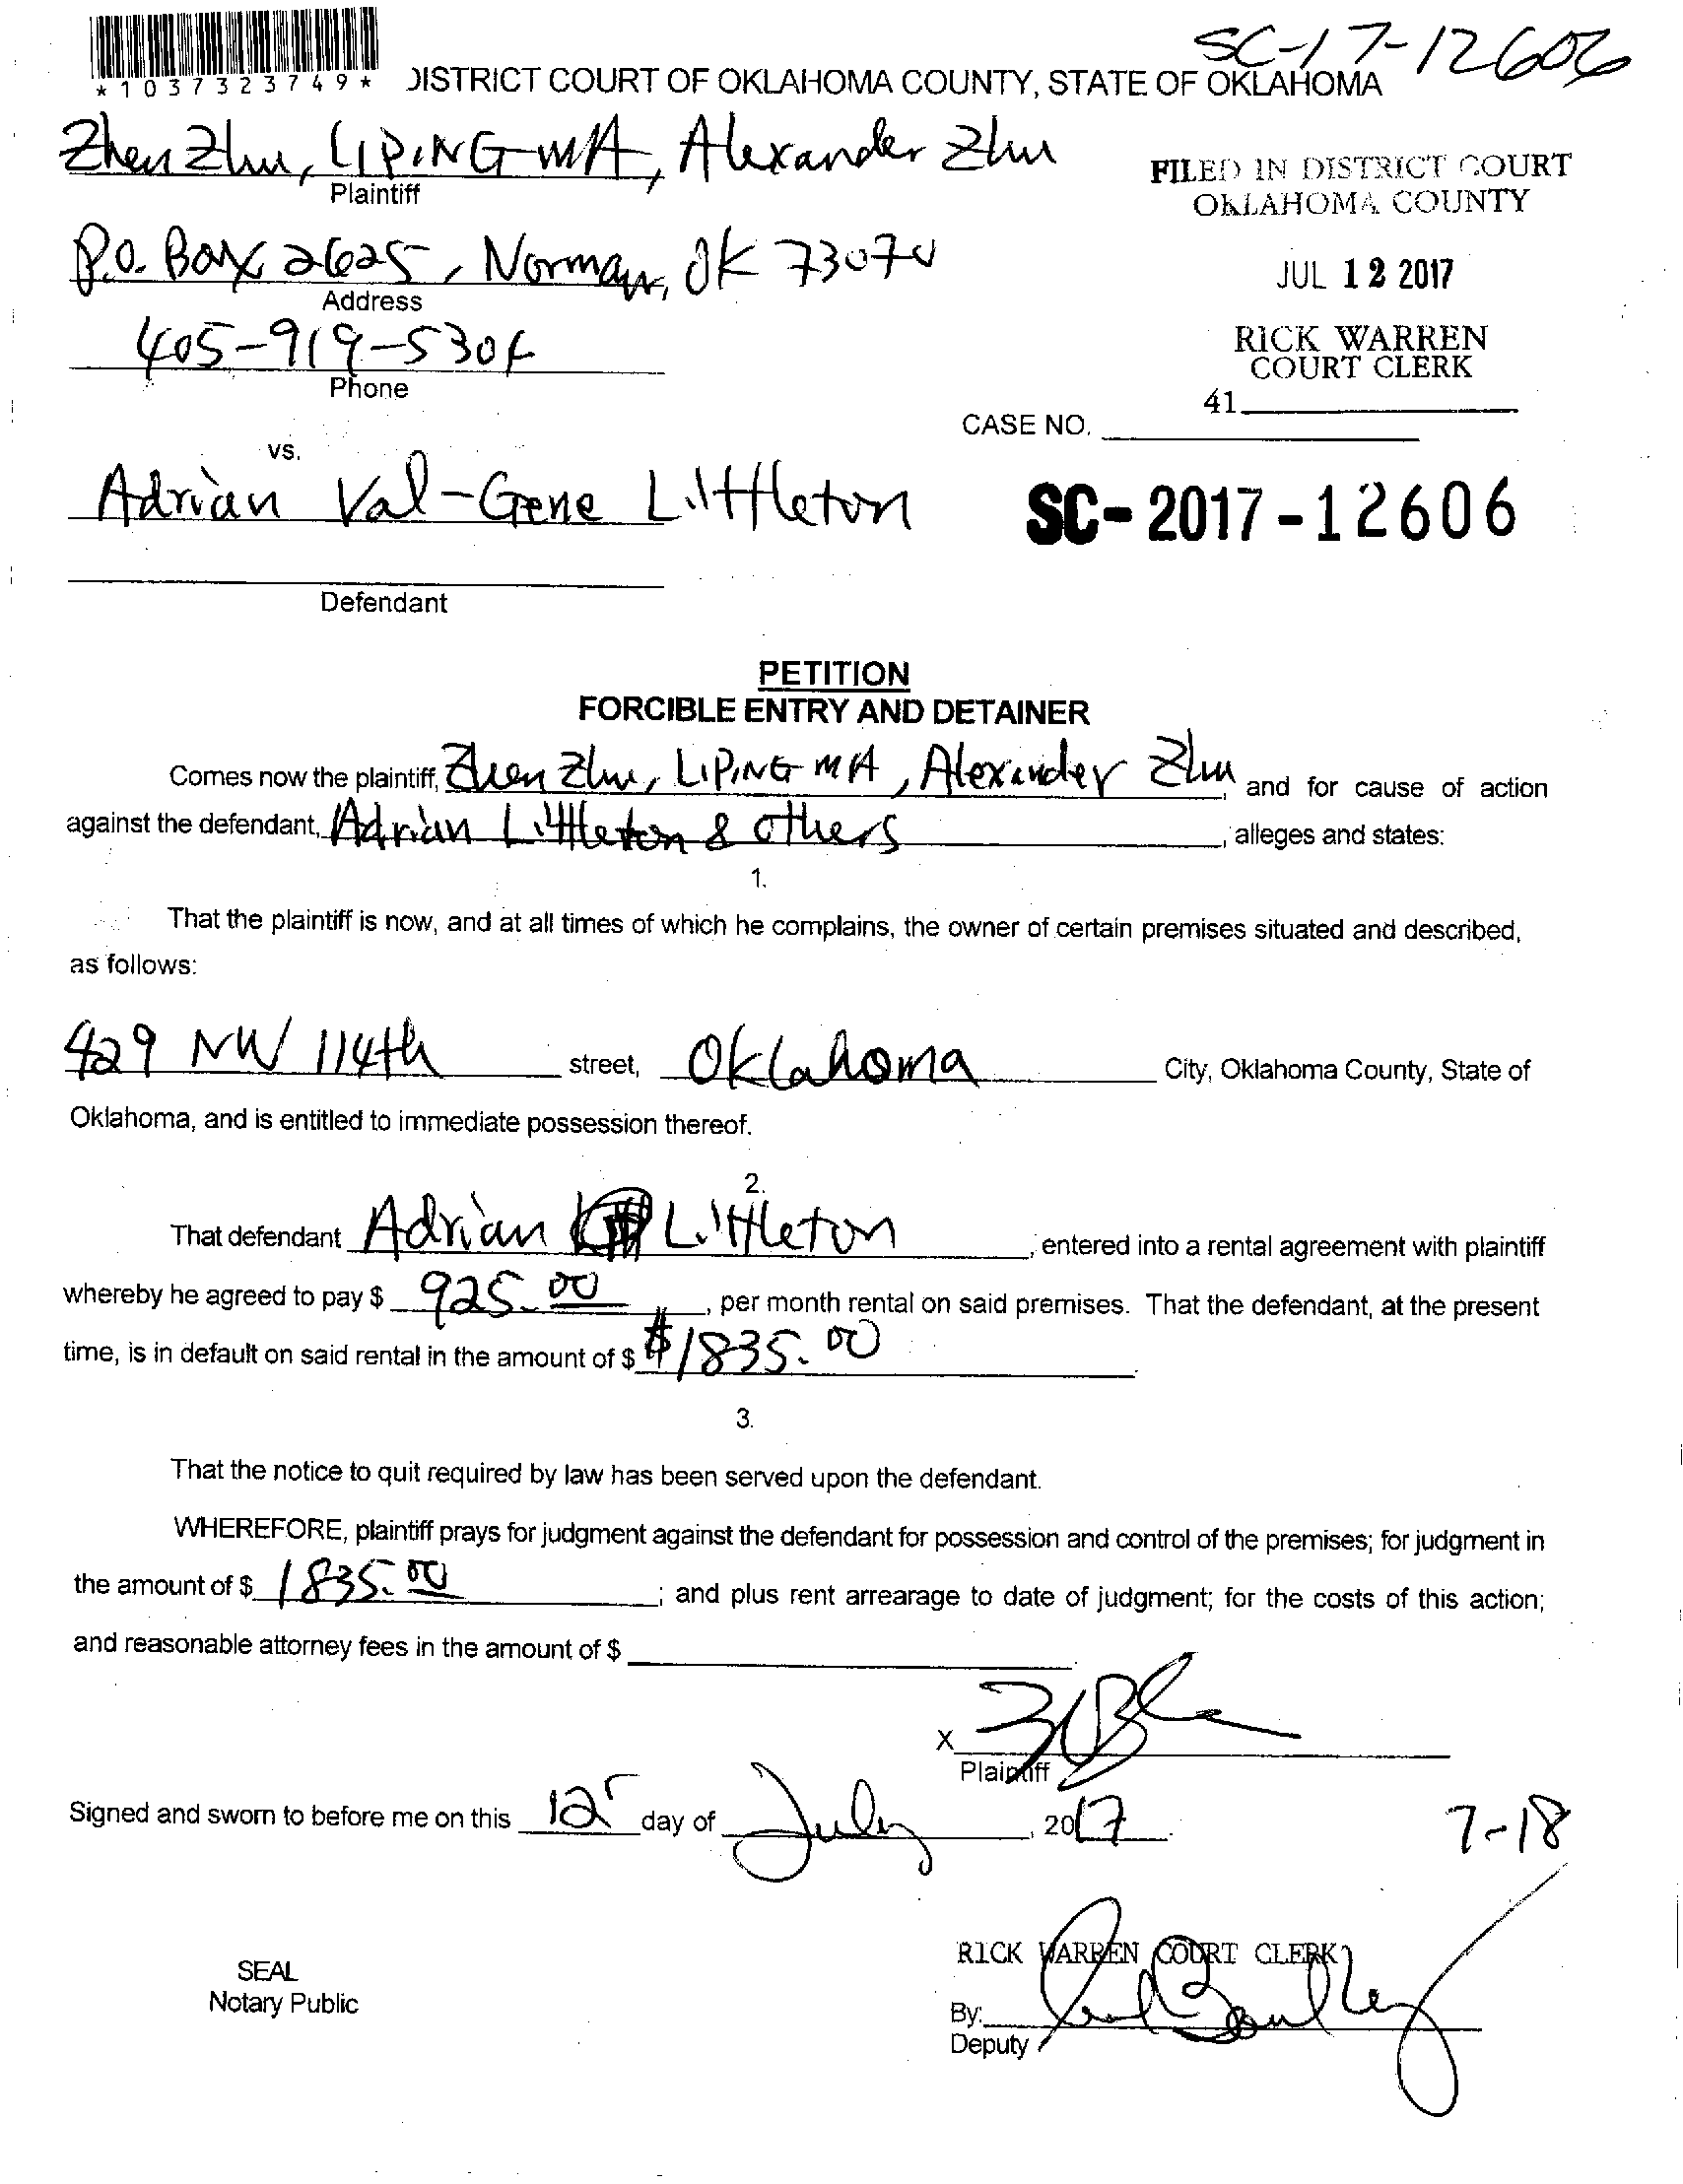 SC-17-12606
*1037323749* DISTRICT COURT OF OKLAHOMA COUNTY, STATE OF OKLAHOMA
Zhen Zhu, LIPING MA, Alexander Zhu
Plaintiff
FILED IN DISTRICT COURT
OKLAHOMA COUNTY
P.O. Box 2625, Norman, OK 73070
Address
JUL 12 2017
405-919-5304
Phone
RICK WARREN
COURT CLERK
41
CASE NO.
vs.
Adrian Val-Gene Littleton
SC-2017-12606
Defendant
PETITION
FORCIBLE ENTRY AND DETAINER
Comes now the plaintiff, Zhen Zhu, LIPING MA, Alexander Zhu, and for cause of action
against the defendant, Adrian Littleton & others, alleges and states:
1.
That the plaintiff is now, and at all times of which he complains, the owner of certain premises situated and described,
as follows:
429 NW 114th street, Oklahoma City, Oklahoma County, State of
Oklahoma, and is entitled to immediate possession thereof.
2.
That defendant Adrian Littleton, entered into a rental agreement with plaintiff
whereby he agreed to pay $ 925.00, per month rental on said premises. That the defendant, at the present
time, is in default on said rental in the amount of $ $1835.00
3.
That the notice to quit required by law has been served upon the defendant.
WHEREFORE, plaintiff prays for judgment against the defendant for possession and control of the premises; for judgment in
the amount of $ 1835.00; and plus rent arrearage to date of judgment; for the costs of this action;
and reasonable attorney fees in the amount of $
X
Plaintiff
Signed and sworn to before me on this 12 day of July, 2017.
7-18
RICK WARREN COURT CLERK
SEAL
Notary Public
By:
Deputy